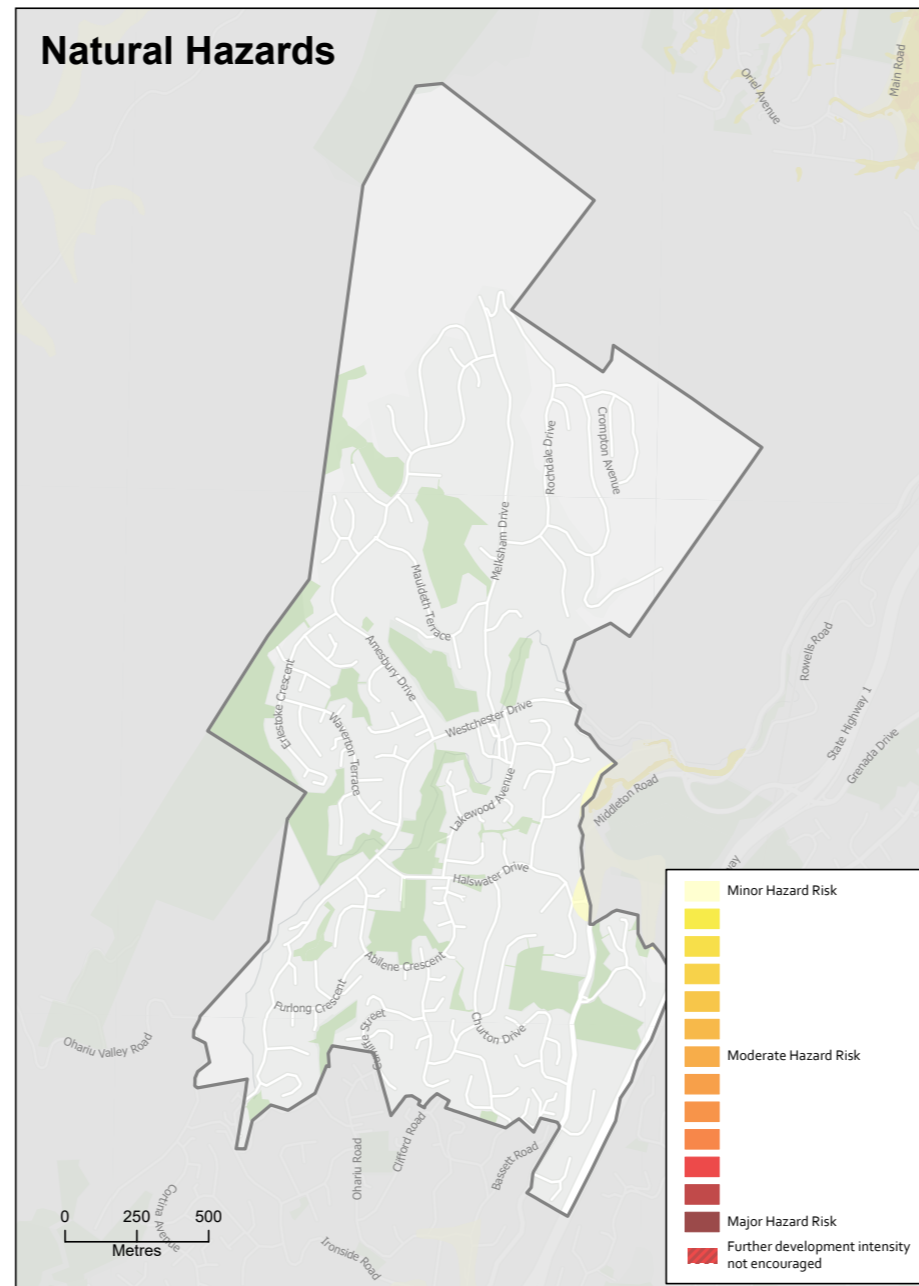 Natural Hazards
Oriel Avenue
Main Road
Crompton Avenue
Rochdale Drive
Melksham Drive
Mauldeth Terrace
Amesbury Drive
Erlestoke Crescent
Rowells Road
Westchester Drive
State Highway 1
Waverton Terrace
Grenada Drive
Middleton Road
Lakewood Avenue
Halswater Drive
way
Abilene Crescent
Furlong Crescent
Churton Drive
Ohariu Valley Road
Clifford Road
Ohariu Road
Bassett Road
Cortina Avenue
Ironside Road
0 250 500
Metres
Minor Hazard Risk
Moderate Hazard Risk
Major Hazard Risk
Further development intensity
not encouraged